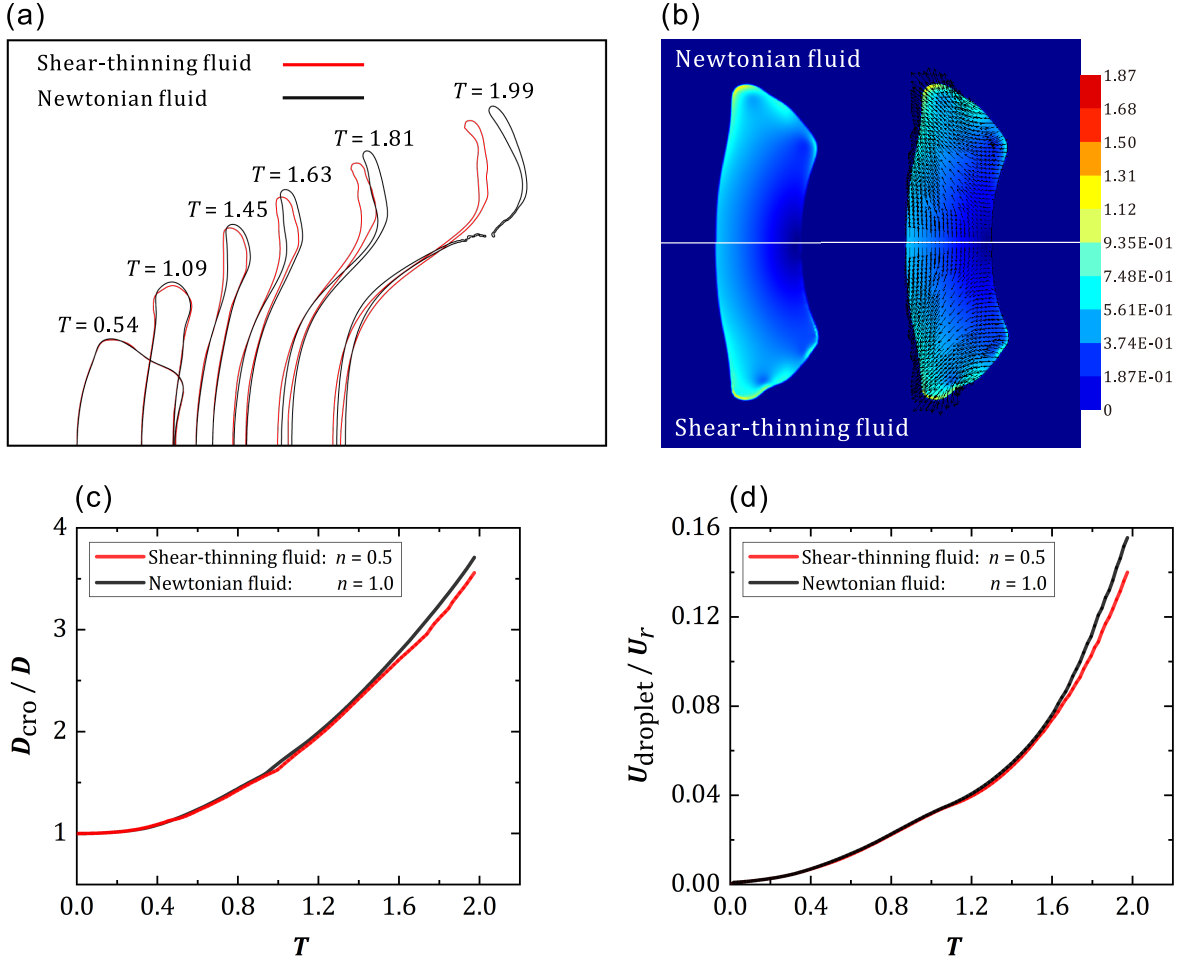 (a)
Shear-thinning fluid
Newtonian fluid
T = 0.54
T = 1.09
T = 1.45
T = 1.63
T = 1.81
T = 1.99
(b)
Newtonian fluid
Shear-thinning fluid
1.87
1.68
1.50
1.31
1.12
9.35E-01
7.48E-01
5.61E-01
3.74E-01
1.87E-01
0
(c)
4
3
2
1
D_cro / D
Shear-thinning fluid: n = 0.5
Newtonian fluid: n = 1.0
0.0 0.4 0.8 1.2 1.6 2.0
T
(d)
0.16
0.12
0.08
0.04
0.00
U_droplet / U_r
Shear-thinning fluid: n = 0.5
Newtonian fluid: n = 1.0
0.0 0.4 0.8 1.2 1.6 2.0
T